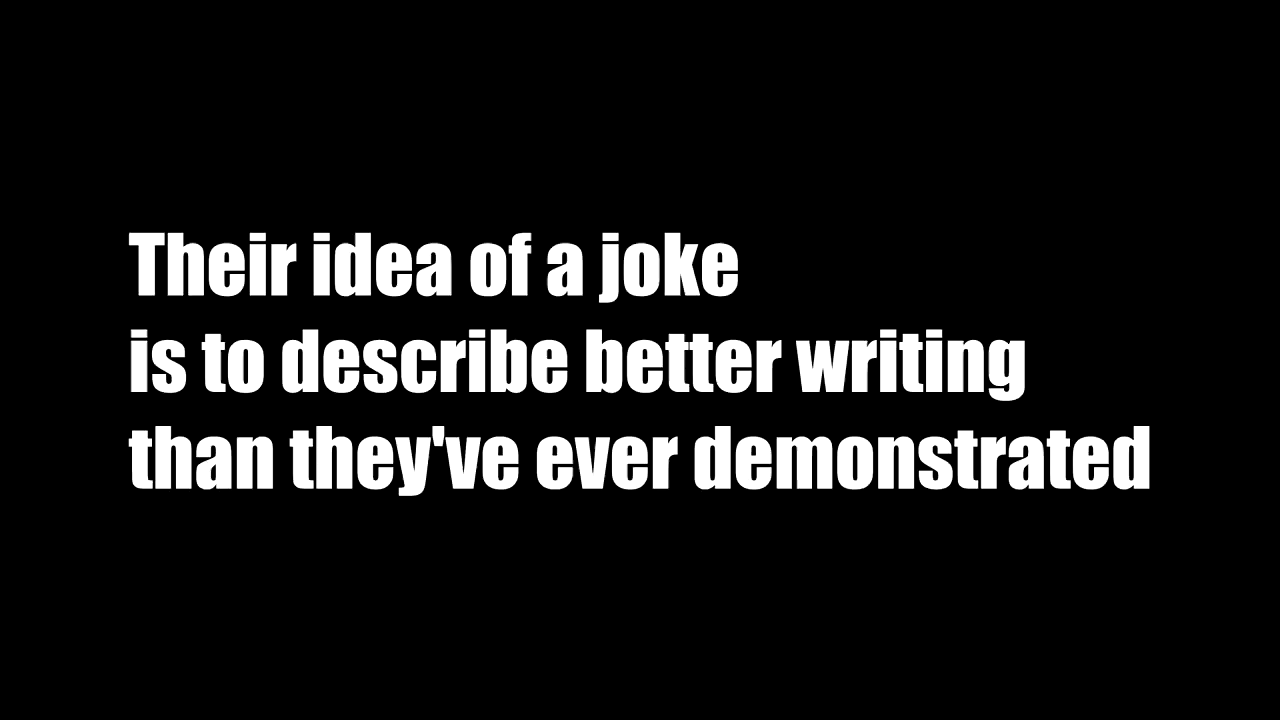 Their idea of a joke
is to describe better writing
than they've ever demonstrated